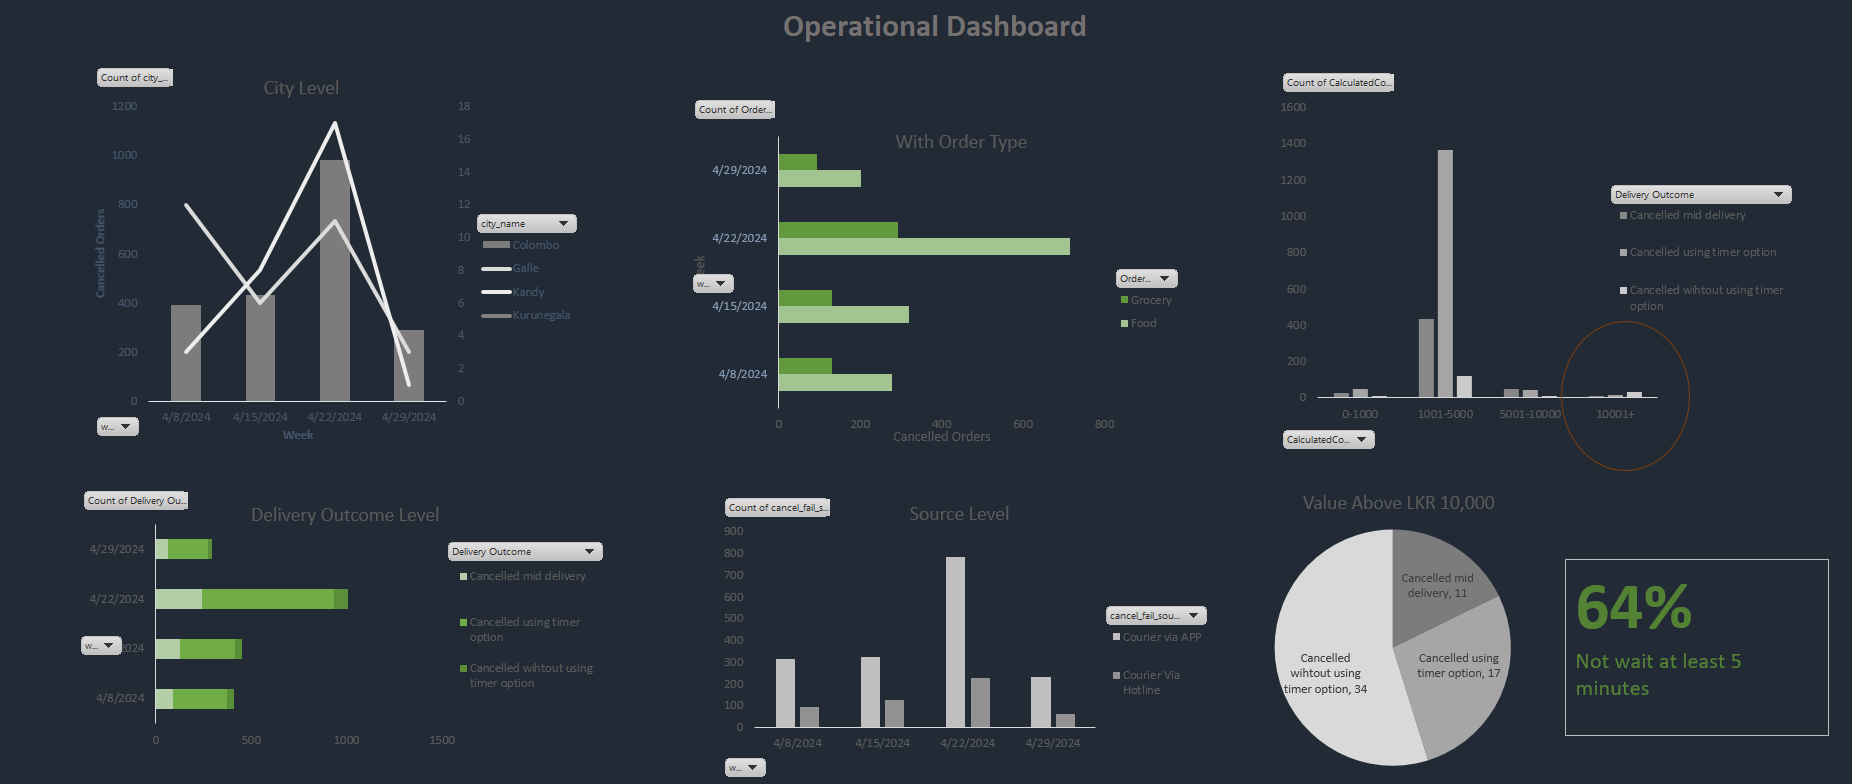 Operational Dashboard
Count of city_...
City Level
1200
1000
800
600
400
200
0
18
16
14
12
10
8
6
4
2
0
Cancelled Orders
4/8/2024
4/15/2024
4/22/2024
4/29/2024
Week
w...
city_name
Colombo
Galle
Kandy
Kurunegala
Count of Order...
With Order Type
4/29/2024
4/22/2024
4/15/2024
4/8/2024
eek
w...
0
200
400
600
800
Cancelled Orders
Order...
Grocery
Food
Count of CalculatedCo...
1600
1400
1200
1000
800
600
400
200
0
0-1000
1001-5000
5001-10000
10001+
CalculatedCo...
Delivery Outcome
Cancelled mid delivery
Cancelled using timer option
Cancelled wihtout using timer
option
Count of Delivery Ou...
Delivery Outcome Level
4/29/2024
4/22/2024
2024
4/8/2024
w...
0
500
1000
1500
Delivery Outcome
Cancelled mid delivery
Cancelled using timer
option
Cancelled wihtout using
timer option
Count of cancel_fail_s...
Source Level
900
800
700
600
500
400
300
200
100
0
4/8/2024
4/15/2024
4/22/2024
4/29/2024
w...
cancel_fail_sou...
Courier via APP
Courier Via
Hotline
Value Above LKR 10,000
Cancelled mid
delivery, 11
Cancelled using
timer option, 17
Cancelled
wihtout using
timer option, 34
64%
Not wait at least 5
minutes